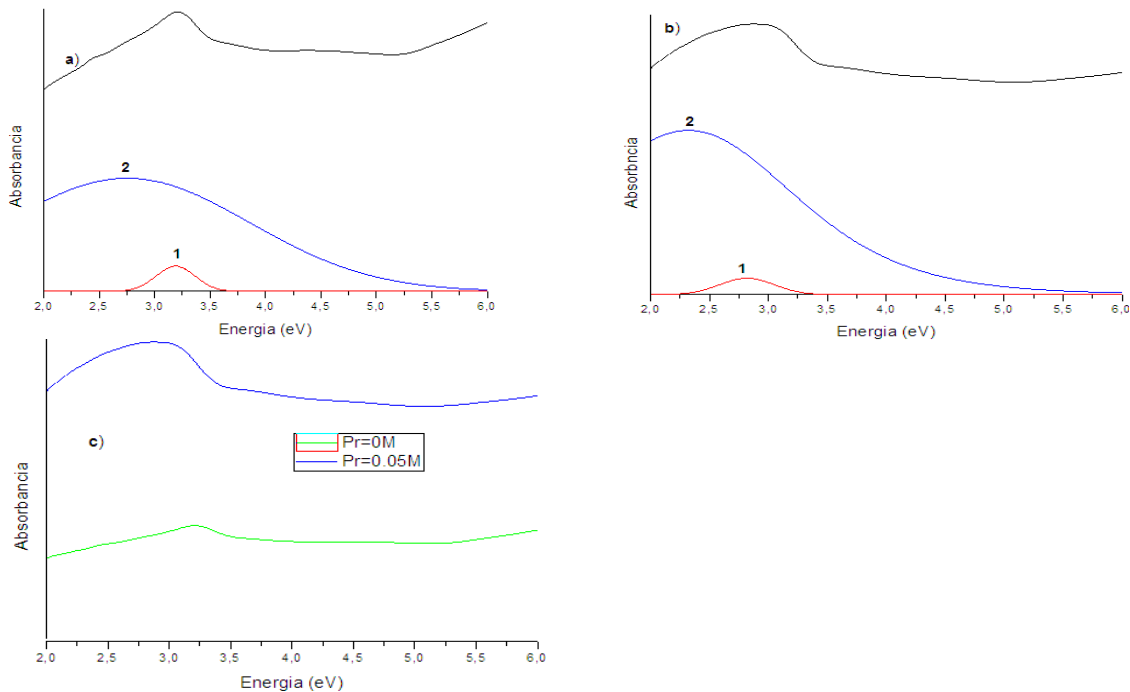 a)
2
1
Absorbancia
2,0 2,5 3,0 3,5 4,0 4,5 5,0 5,5 6,0
Energia (eV)
b)
2
1
Absorbncia
2,0 2,5 3,0 3,5 4,0 4,5 5,0 5,5 6,0
Energia (eV)
c)
Pr=0M
Pr=0.05M
Absorbancia
2,0 2,5 3,0 3,5 4,0 4,5 5,0 5,5 6,0
Energia (eV)